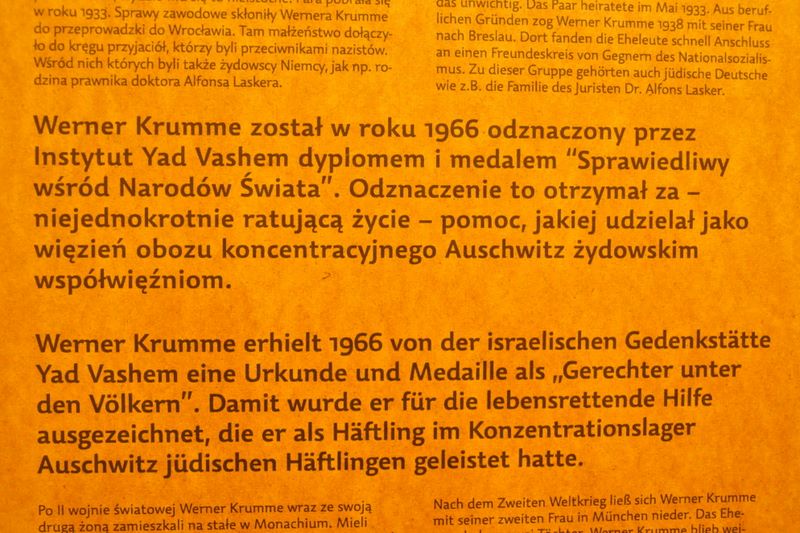 w roku 1933. Sprawy zawodowe skłoniły Wernera Krumme
do przeprowadzki do Wrocławia. Tam małżeństwo dołączy-
ło do kręgu przyjaciół, którzy byli przeciwnikami nazistów.
Wśród nich których byli także żydowscy Niemcy, jak np. ro-
dzina prawnika doktora Alfonsa Laskera.
das unwichtig. Das Paar heiratete im Mai 1933. Aus beruf-
lichen Gründen zog Werner Krumme 1938 mit seiner Frau
nach Breslau. Dort fanden die Eheleute schnell Anschluss
an einen Freundeskreis von Gegnern des Nationalsozialis-
mus. Zu dieser Gruppe gehörten auch jüdische Deutsche
wie z.B. die Familie des Juristen Dr. Alfons Lasker.
Werner Krumme został w roku 1966 odznaczony przez
Instytut Yad Vashem dyplomem i medalem “Sprawiedliwy
wśród Narodów Świata”. Odznaczenie to otrzymał za –
niejednokrotnie ratującą życie – pomoc, jakiej udzielał jako
więzień obozu koncentracyjnego Auschwitz żydowskim
współwięźniom.
Werner Krumme erhielt 1966 von der israelischen Gedenkstätte
Yad Vashem eine Urkunde und Medaille als „Gerechter unter
den Völkern”. Damit wurde er für die lebensrettende Hilfe
ausgezeichnet, die er als Häftling im Konzentrationslager
Auschwitz jüdischen Häftlingen geleistet hatte.
Po II wojnie światowej Werner Krumme wraz ze swoją
drugą żoną zamieszkali na stałe w Monachium. Mieli
Nach dem Zweiten Weltkrieg ließ sich Werner Krumme
mit seiner zweiten Frau in München nieder. Das Ehe-
Töchter. Werner Krumme blieb wei-